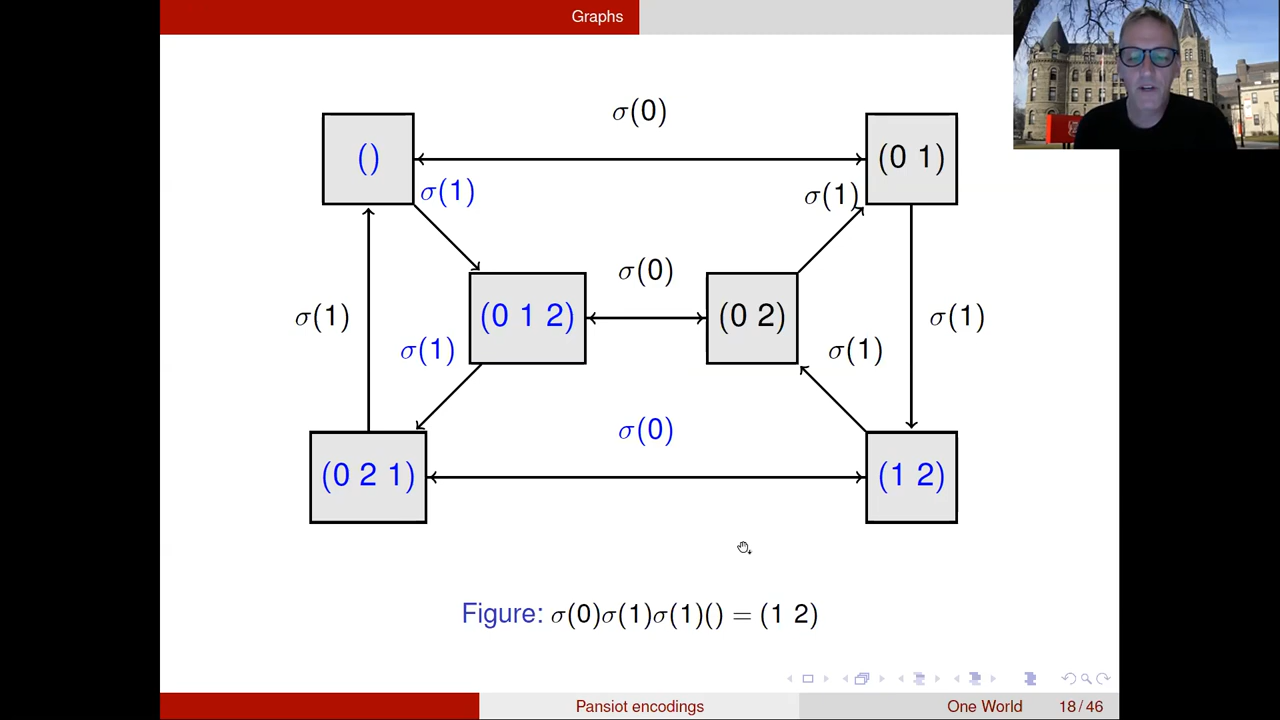 Graphs
σ(0)
()
(0 1)
σ(1)
σ(1)
σ(0)
(0 1 2)
(0 2)
σ(1)
σ(1)
σ(1)
σ(1)
σ(0)
(0 2 1)
(1 2)
Figure: σ(0)σ(1)σ(1)() = (1 2)
Pansiot encodings
One World
18 / 46